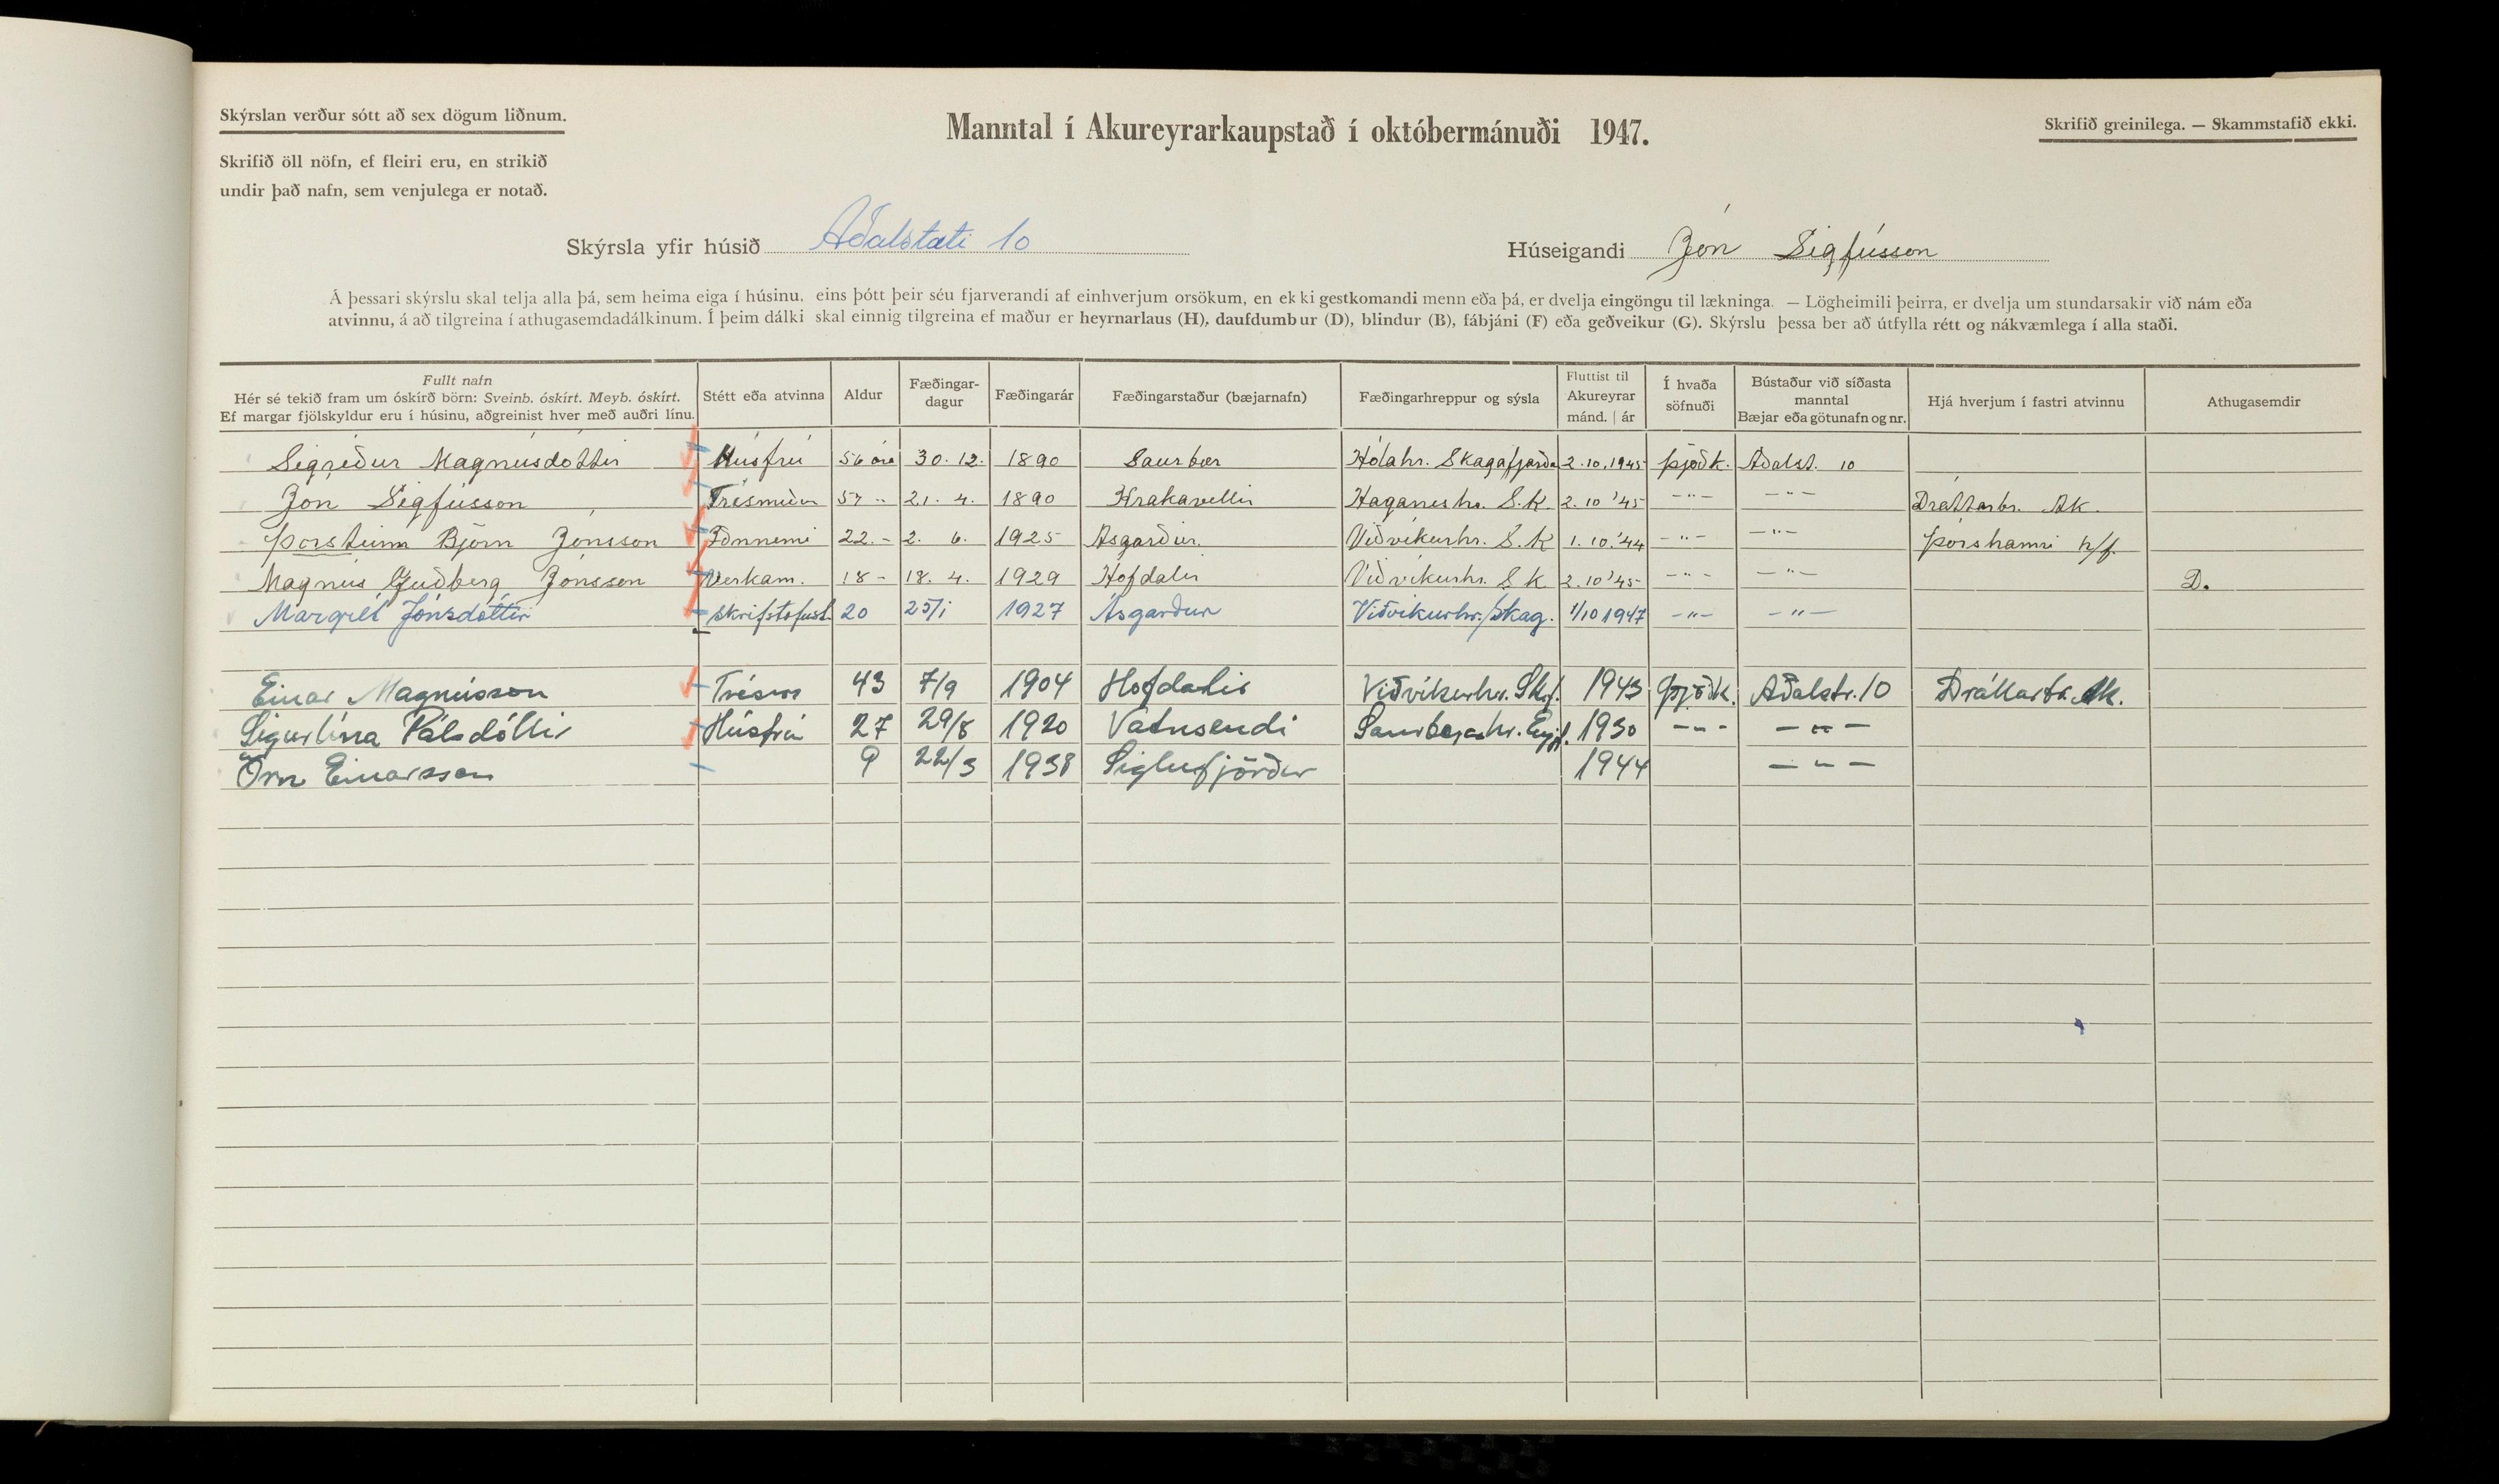 Skýrslan verður sótt að sex dögum liðnum.
Manntal í Akureyrarkaupstað í októbermánuði 1947.
Skrifið greinilega. — Skammstafið ekki.
Skrifið öll nöfn, ef fleiri eru, en strikið
undir það nafn, sem venjulega er notað.
Skýrsla yfir húsið Aðalstæti 10 Húseigandi Jón Sigfússon
Á þessari skýrslu skal telja alla þá, sem heima eiga í húsinu, eins þótt þeir séu fjarverandi af einhverjum orsökum, en ekki gestkomandi menn eða þá, er dvelja eingöngu til lækninga. — Lögheimili þeirra, er dvelja um stundarsakir við nám eða
atvinnu, á að tilgreina í athugasemdadálkinum. Í þeim dálki skal einnig tilgreina ef maður er heyrnarlaus (H), daufdumbur (D), blindur (B), fábjáni (F) eða geðveikur (G). Skýrslu þessa ber að útfylla rétt og nákvæmlega í alla staði.
Fullt nafn
Hér sé tekið fram um óskírð börn: Sveinb. óskírt. Meyb. óskírt.
Ef margar fjölskyldur eru í húsinu, aðgreinist hver með auðri línu.
Stétt eða atvinna
Aldur
Fæðingar-
dagur
Fæðingarár
Fæðingarstaður (bæjarnafn)
Fæðingarhreppur og sýsla
Fluttist til
Akureyrar
mánd. | ár
Í hvaða
söfnuði
Bústaður við síðasta
manntal
Bæjar eða götunafn og nr.
Hjá hverjum í fastri atvinnu
Athugasemdir
Sigríður Magnúsdóttir Húsfrú 56 ára 30. 12. 1890 Saurbær Hólahr. Skagafjarða 2.10.1945 þjóðk. Aðalst. 10
Jón Sigfússon Trésmiður 57 " 21. 4. 1890 Hrakavellir Haganeshr. S.K. 2.10 '45 -"- -"- Dráttarbr. Ak.
Þorsteinn Björn Jónsson Iðnnemi 22. - 2. 6. 1925 Ásgarður. Viðvíkurhr. S.K 1. 10.'44 -"- -"- Þórshamri h/f.
Magnús Guðberg Jónsson Verkam. 18 - 18. 4. 1929 Hofdalir Viðvíkurhr. S K 2.10 '45 -"- -"- D.
Margrét Jónsdóttir skrifstofust. 20 25/1 1927 Ásgarður Viðvíkurhr./Skag. 1/10 1947 -"- -"-
Einar Magnússon Trésm 43 7/9 1904 Hofdalir Viðvíkurhr. Skf. 1943 þjóðk. Aðalstr. 10 Dráttarbr. Ak.
Sigurlína Pálsdóttir Húsfrú 27 29/8 1920 Vatnsendi Saurbæjarhr. Eyjf. 1930 -"- -"-
Örn Einarsson 9 22/3 1938 Siglufjörður 1944 -"-